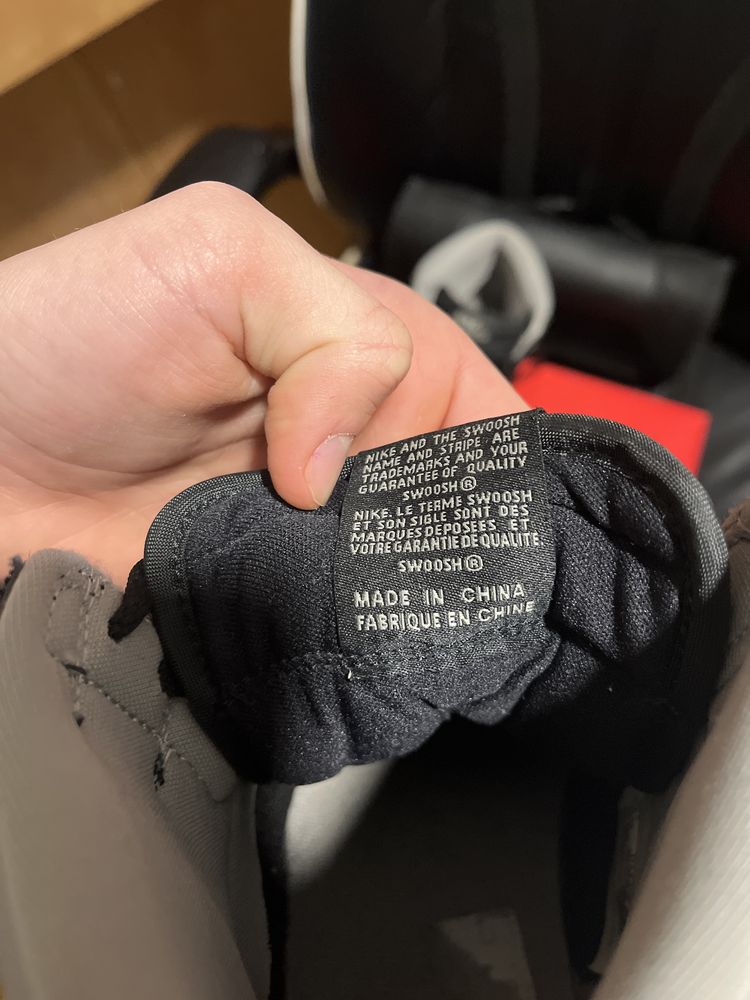 NIKE AND THE SWOOSH
NAME AND STRIPE ARE
TRADEMARKS AND YOUR
GUARANTEE OF QUALITY
SWOOSH®
NIKE. LE TERME SWOOSH
ET SON SIGLE SONT DES
MARQUES DEPOSEES ET
VOTRE GARANTIE DE QUALITE.
SWOOSH®
MADE IN CHINA
FABRIQUE EN CHINE